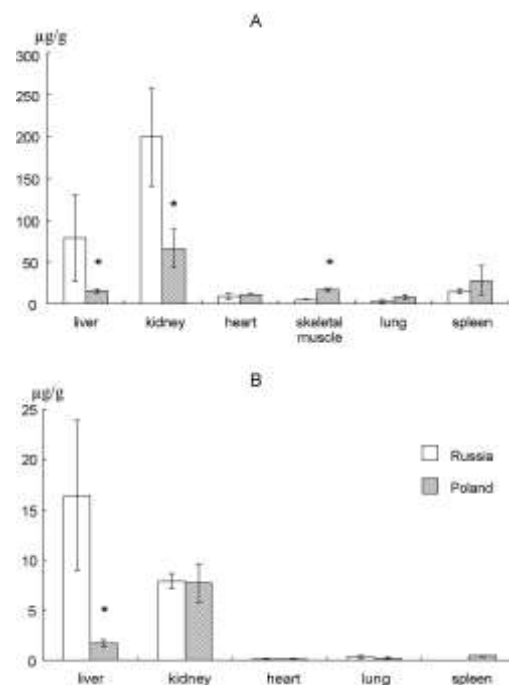 A
µg/g
300
250
200
150
100
50
0
*
*
*
liver kidney heart sketetal muscle lung spleen
B
µg/g
25
20
15
10
5
0
*
Russia
Poland
liver kidney heart lung spleen